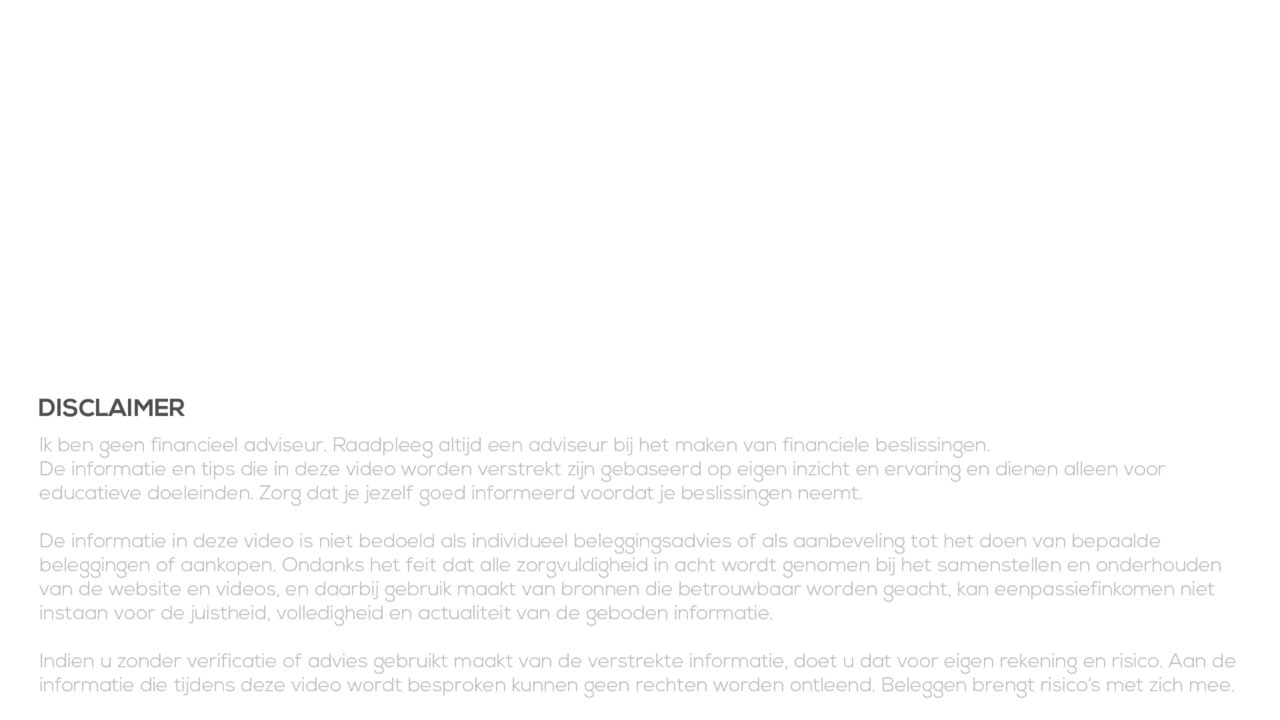 DISCLAIMER
Ik ben geen financieel adviseur. Raadpleeg altijd een adviseur bij het maken van financiele beslissingen.
De informatie en tips die in deze video worden verstrekt zijn gebaseerd op eigen inzicht en ervaring en dienen alleen voor
educatieve doeleinden. Zorg dat je jezelf goed informeerd voordat je beslissingen neemt.
De informatie in deze video is niet bedoeld als individueel beleggingsadvies of als aanbeveling tot het doen van bepaalde
beleggingen of aankopen. Ondanks het feit dat alle zorgvuldigheid in acht wordt genomen bij het samenstellen en onderhouden
van de website en videos, en daarbij gebruik maakt van bronnen die betrouwbaar worden geacht, kan eenpassiefinkomen niet
instaan voor de juistheid, volledigheid en actualiteit van de geboden informatie.
Indien u zonder verificatie of advies gebruikt maakt van de verstrekte informatie, doet u dat voor eigen rekening en risico. Aan de
informatie die tijdens deze video wordt besproken kunnen geen rechten worden ontleend. Beleggen brengt risico's met zich mee.